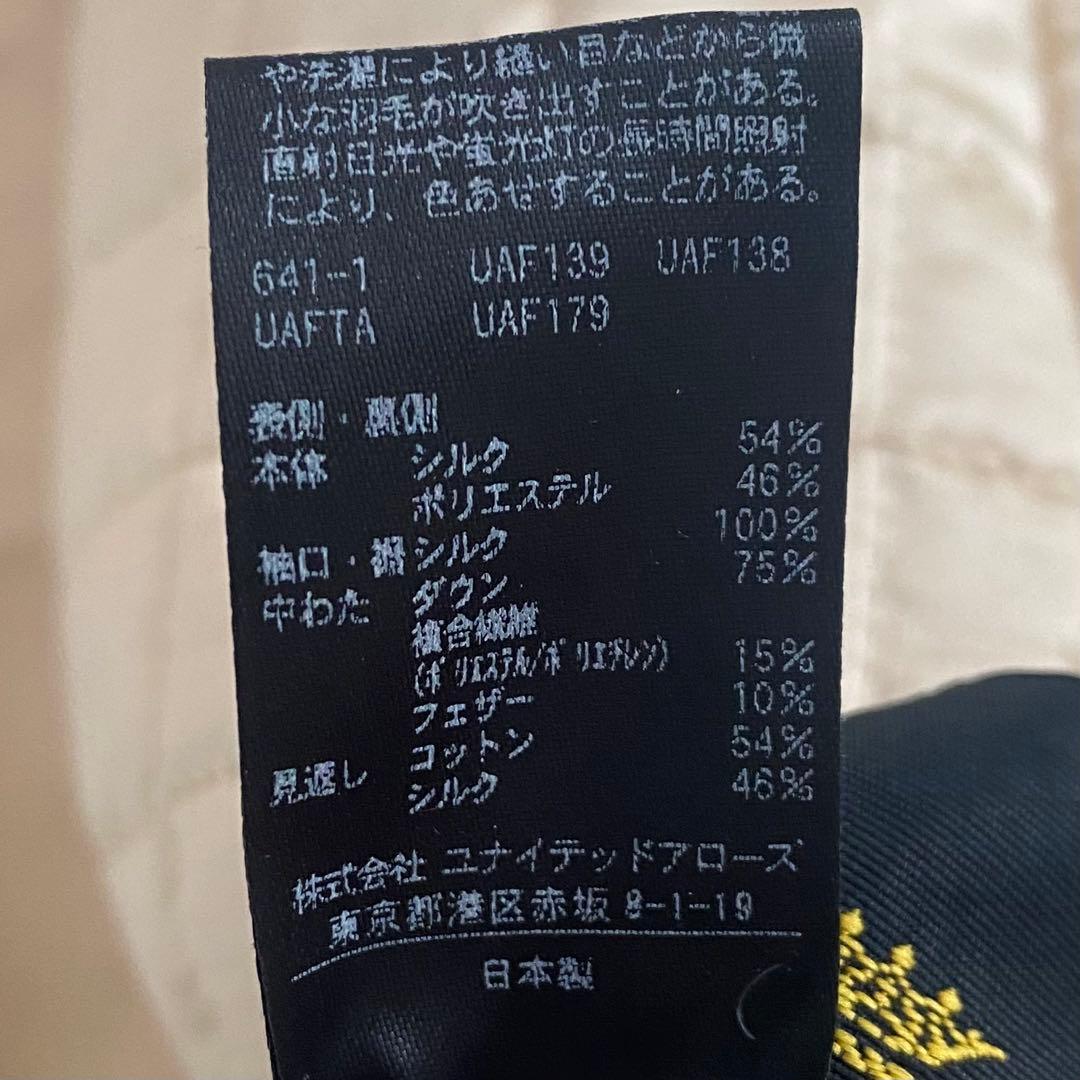 や洗濯により縫い目などから微
小な羽毛が吹き出すことがある。
直射日光や蛍光灯の長時間照射
により、色あせすることがある。
641-1 UAF139 UAF138
UAFTA UAF179
表側・裏側
本体 シルク 54%
ポリエステル 46%
袖口・裾 シルク 100%
中わた ダウン 75%
複合繊維
(ポリエステル/ポリエチレン) 15%
フェザー 10%
見返し コットン 54%
シルク 46%
株式会社 ユナイテッドアローズ
東京都港区赤坂 8-1-19
日本製